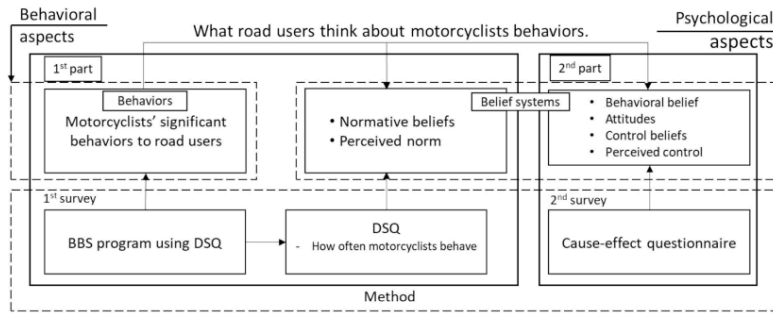 Behavioral
aspects
What road users think about motorcyclists behaviors.
Psychological
aspects
1st part
2nd part
Behaviors
Motorcyclists' significant
behaviors to road users
• Normative beliefs
• Perceived norm
Belief systems
• Behavioral belief
• Attitudes
• Control beliefs
• Perceived control
1st survey
2nd survey
BBS program using DSQ
DSQ
- How often motorcyclists behave
Cause-effect questionnaire
Method